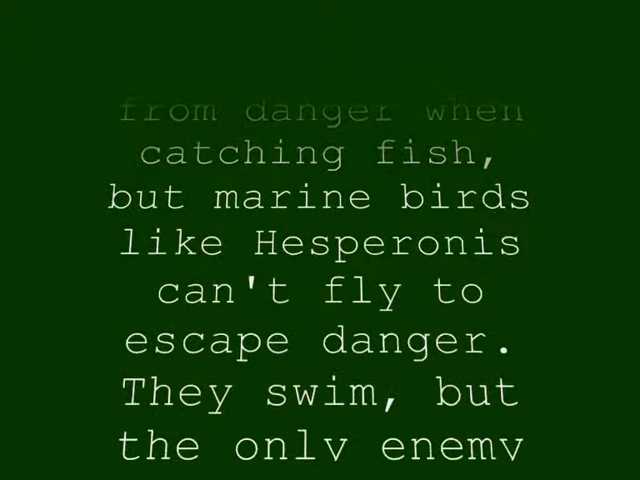 from danger when
catching fish,
but marine birds
like Hesperonis
can't fly to
escape danger.
They swim, but
the only enemy